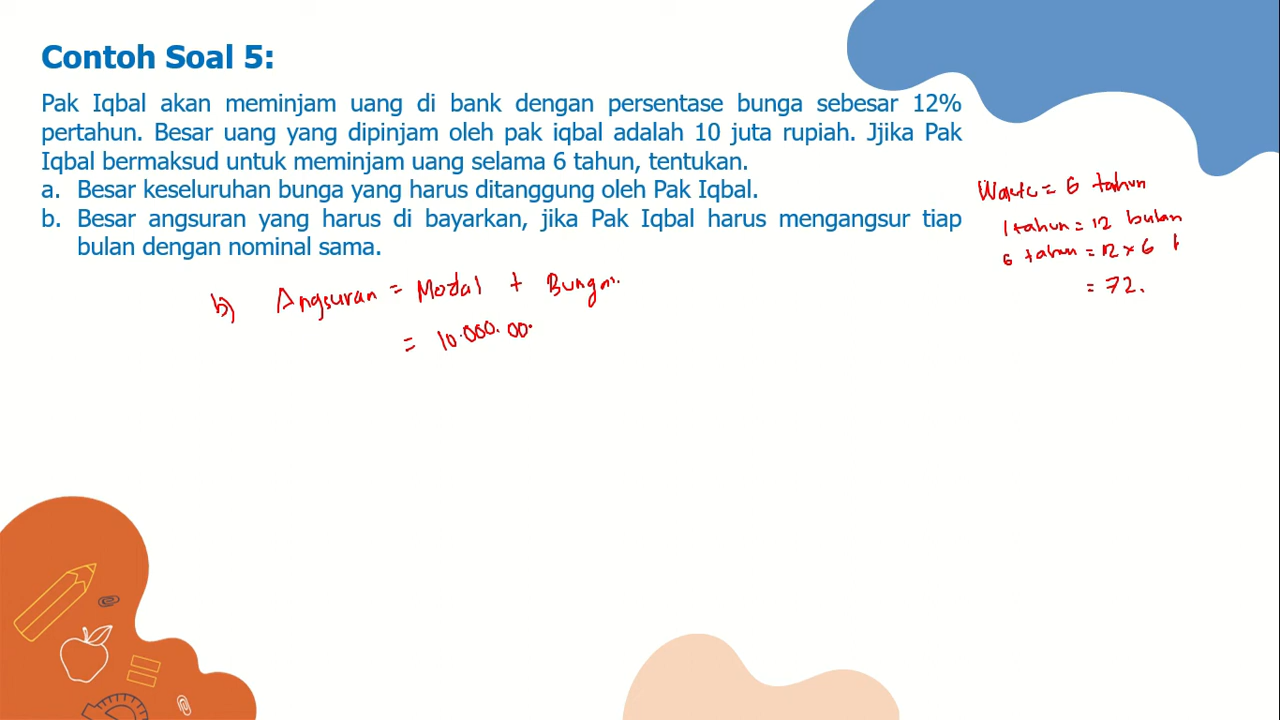 Contoh Soal 5:
Pak Iqbal akan meminjam uang di bank dengan persentase bunga sebesar 12%
pertahun. Besar uang yang dipinjam oleh pak iqbal adalah 10 juta rupiah. Jjika Pak
Iqbal bermaksud untuk meminjam uang selama 6 tahun, tentukan.
a. Besar keseluruhan bunga yang harus ditanggung oleh Pak Iqbal.
b. Besar angsuran yang harus di bayarkan, jika Pak Iqbal harus mengangsur tiap
bulan dengan nominal sama.
b) Angsuran = Modal + Bunga
= 10.000.00
Waktu = 6 tahun
1 tahun = 12 bulan
6 tahun = 12 × 6
= 72.